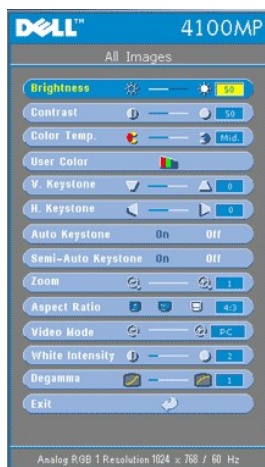 DELL™ 4100MP
All Images
Brightness 50
Contrast 50
Color Temp. Mid.
User Color
V. Keystone 0
H. Keystone 0
Auto Keystone On Off
Semi-Auto Keystone On Off
Zoom 1
Aspect Ratio 4:3
Video Mode PC
White Intensity 2
Degamma 1
Exit
Analog RGB 1 Resolution 1024 x 768 / 60 Hz